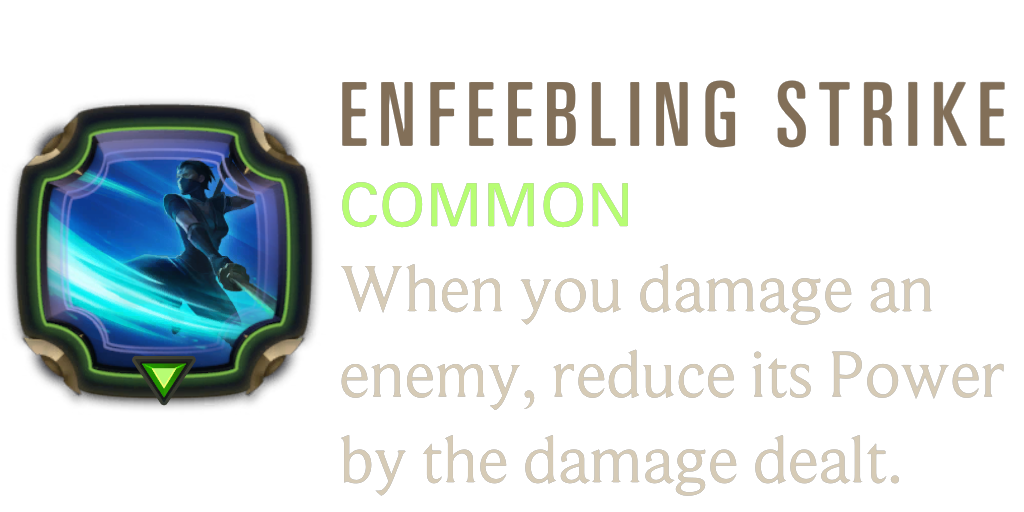 ENFEEBLING STRIKE
COMMON
When you damage an
enemy, reduce its Power
by the damage dealt.